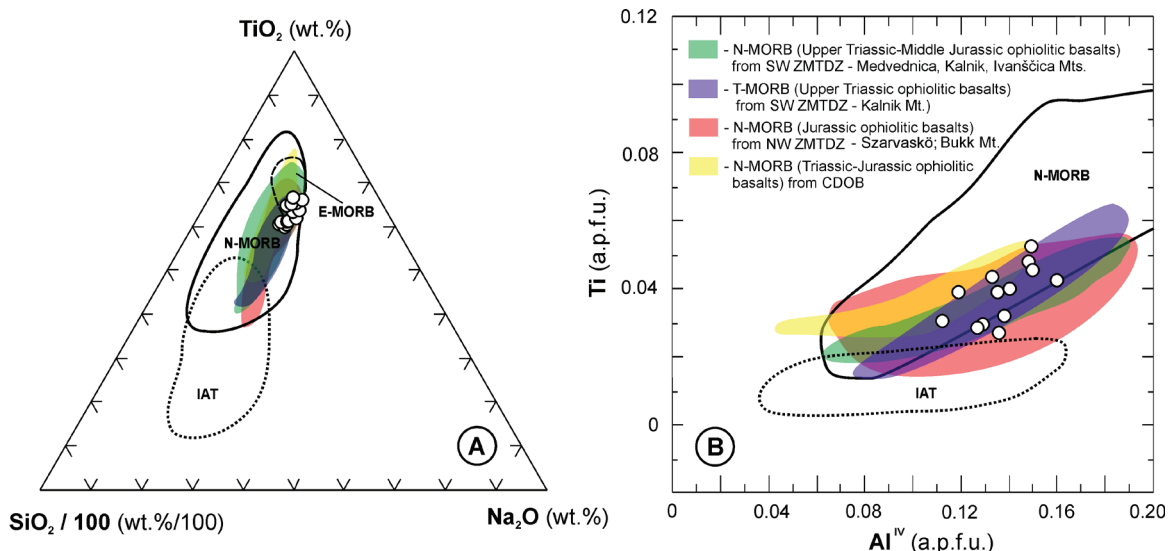 TiO₂ (wt.%)
E-MORB
N-MORB
IAT
A
SiO₂ / 100 (wt.%/100)
Na₂O (wt.%)
0.12
0.08
0.04
0
Ti (a.p.f.u.)
- N-MORB (Upper Triassic-Middle Jurassic ophiolitic basalts)
from SW ZMTDZ - Medvednica, Kalnik, Ivanščica Mts.
- T-MORB (Upper Triassic ophiolitic basalts)
from SW ZMTDZ - Kalnik Mt.)
- N-MORB (Jurassic ophiolitic basalts)
from NW ZMTDZ - Szarvaskö; Bukk Mt.
- N-MORB (Triassic-Jurassic ophiolitic
basalts) from CDOB
N-MORB
IAT
B
0 0.04 0.08 0.12 0.16 0.20
Al^IV (a.p.f.u.)